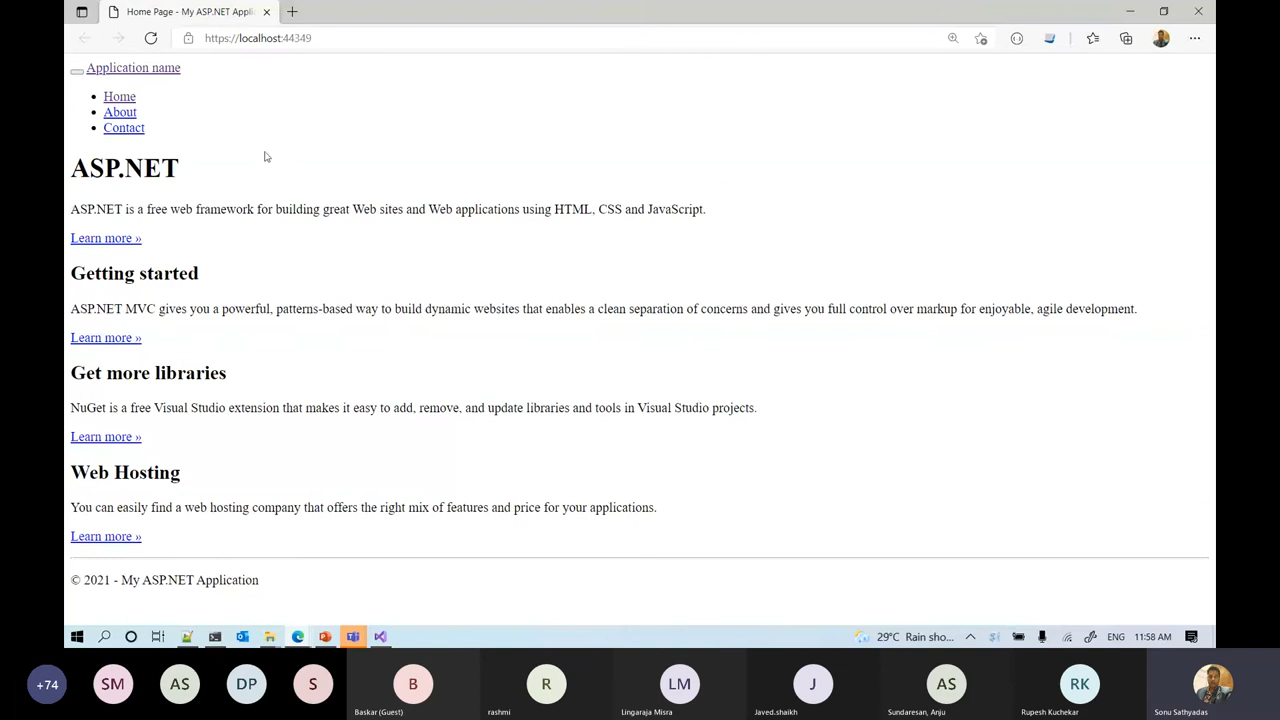 Home Page - My ASP.NET Applic
https://localhost:44349
Application name
Home
About
Contact
ASP.NET
ASP.NET is a free web framework for building great Web sites and Web applications using HTML, CSS and JavaScript.
Learn more »
Getting started
ASP.NET MVC gives you a powerful, patterns-based way to build dynamic websites that enables a clean separation of concerns and gives you full control over markup for enjoyable, agile development.
Learn more »
Get more libraries
NuGet is a free Visual Studio extension that makes it easy to add, remove, and update libraries and tools in Visual Studio projects.
Learn more »
Web Hosting
You can easily find a web hosting company that offers the right mix of features and price for your applications.
Learn more »
© 2021 - My ASP.NET Application
29°C Rain sho... ENG 11:58 AM
+74 SM AS DP S B R LM J AS RK
Baskar (Guest) rashmi Lingaraja Misra Javed.shaikh Sundaresan, Anju Rupesh Kuchekar Sonu Sathyadas